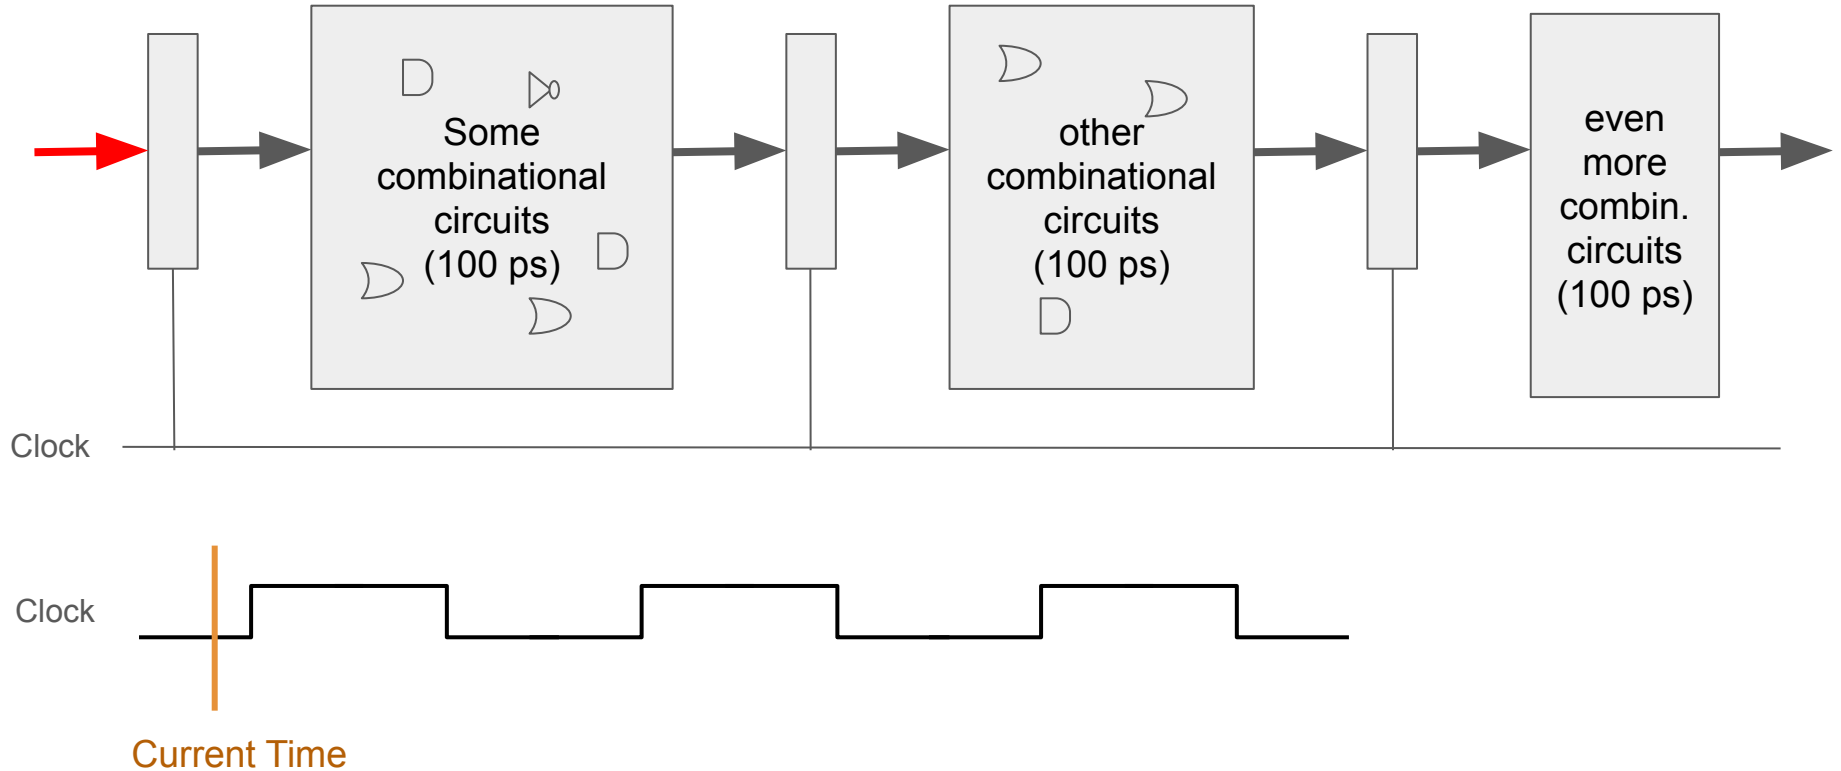 Some
combinational
circuits
(100 ps)
other
combinational
circuits
(100 ps)
even
more
combin.
circuits
(100 ps)
Clock
Clock
Current Time